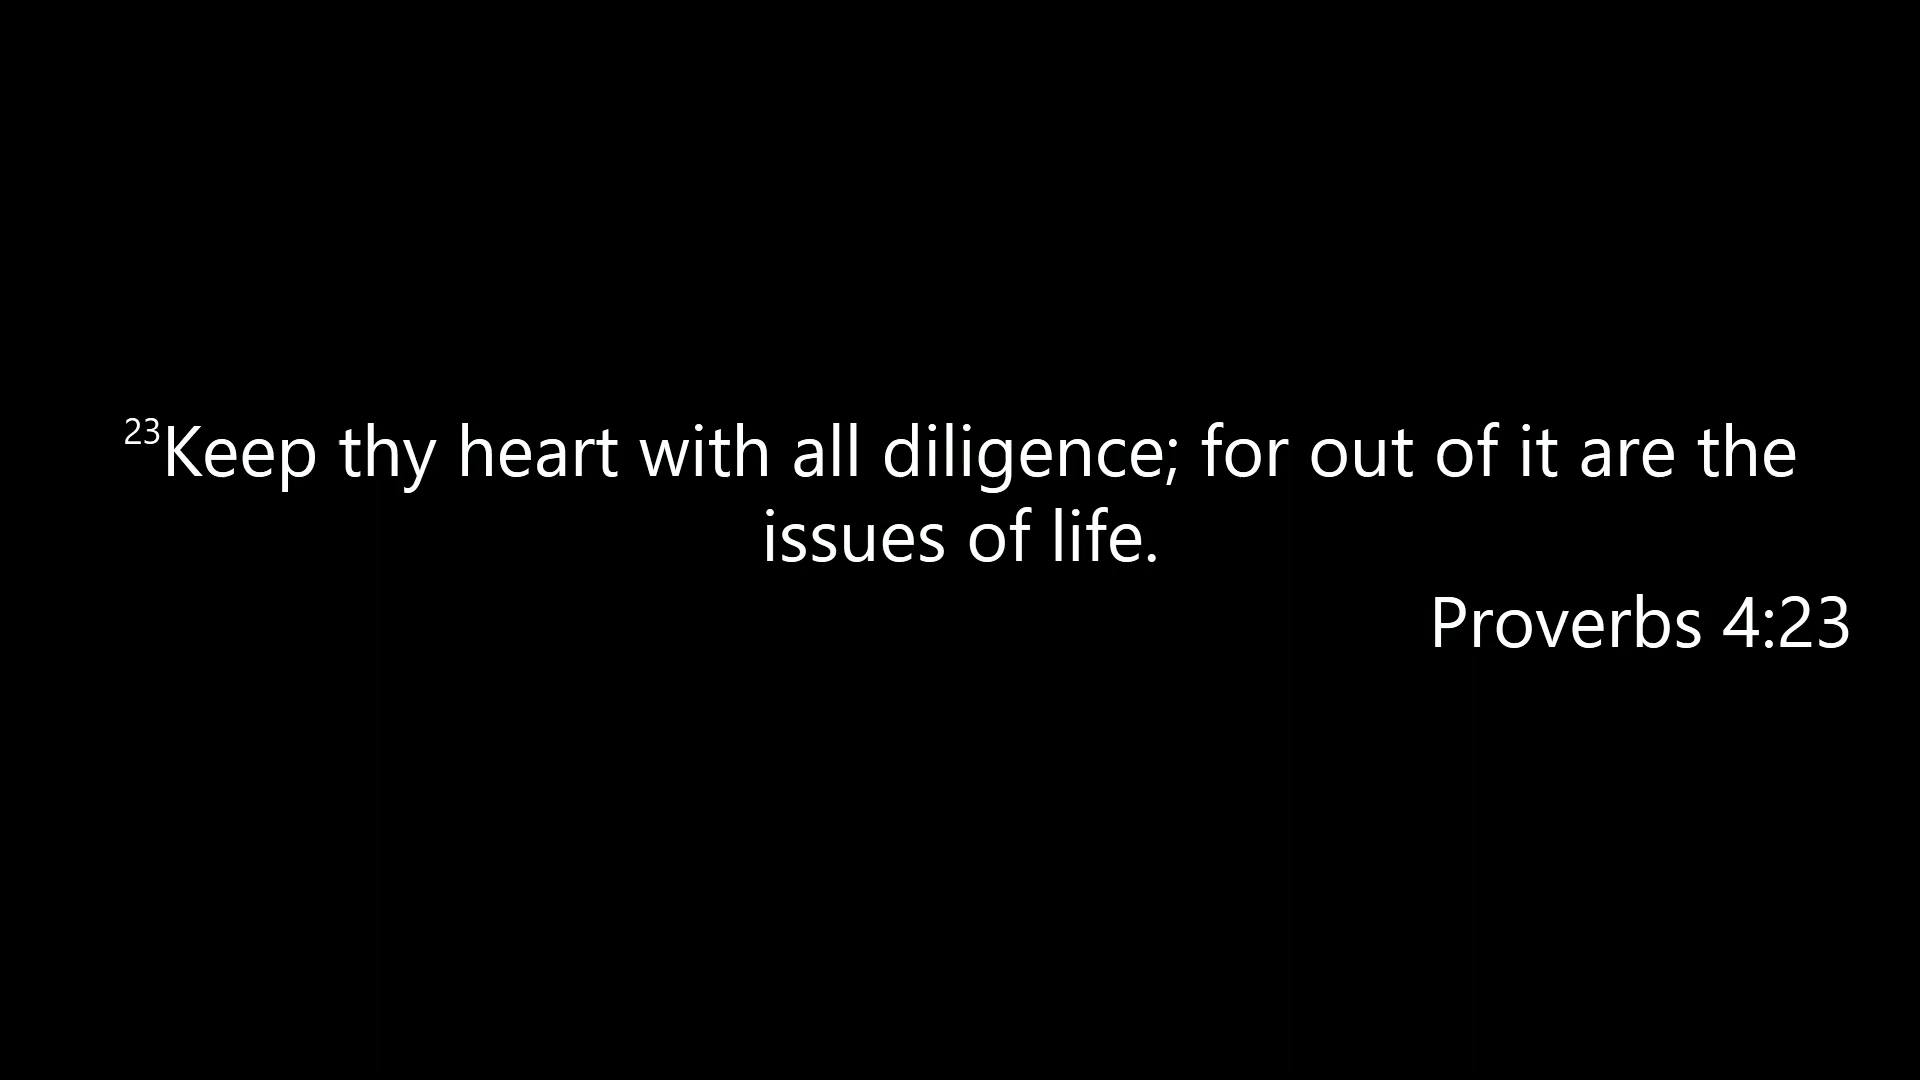 23Keep thy heart with all diligence; for out of it are the
issues of life.
Proverbs 4:23